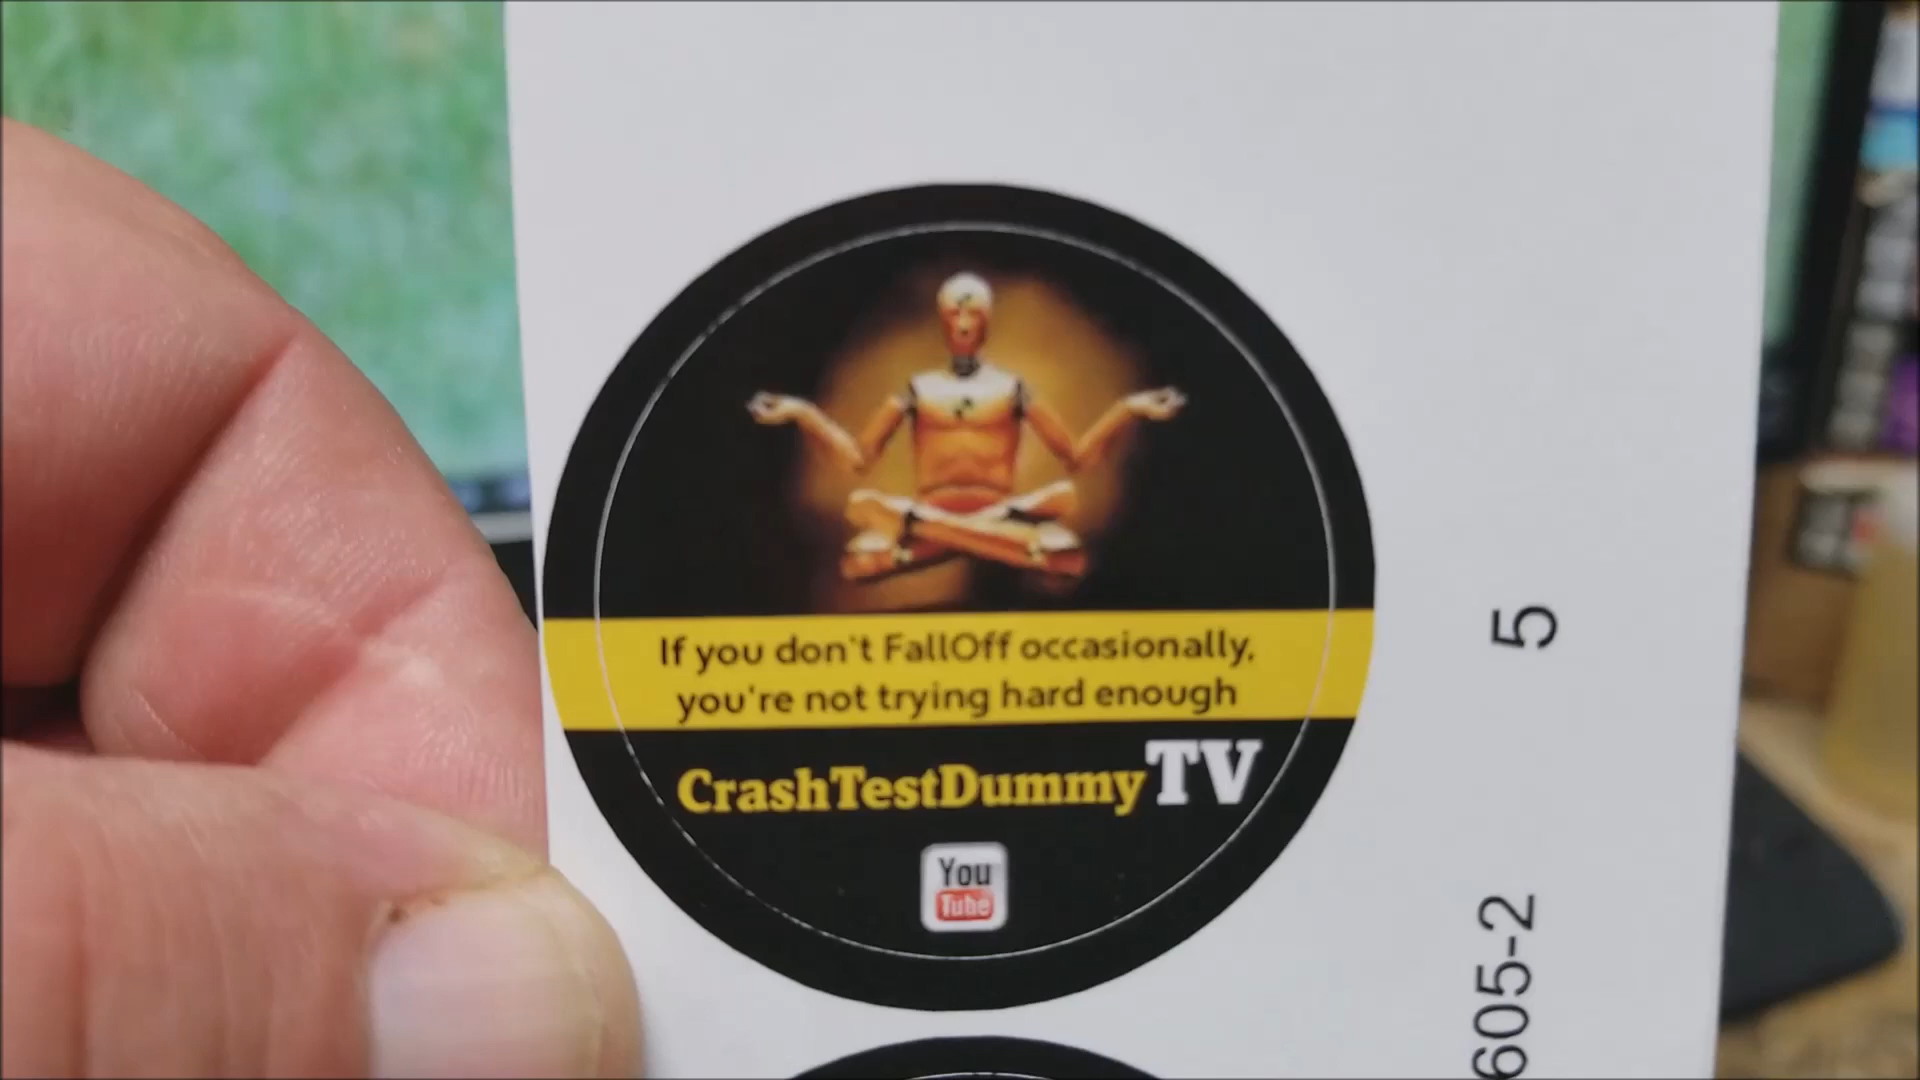 If you don't FallOff occasionally,
you're not trying hard enough
CrashTestDummyTV
You
Tube
5
605-2